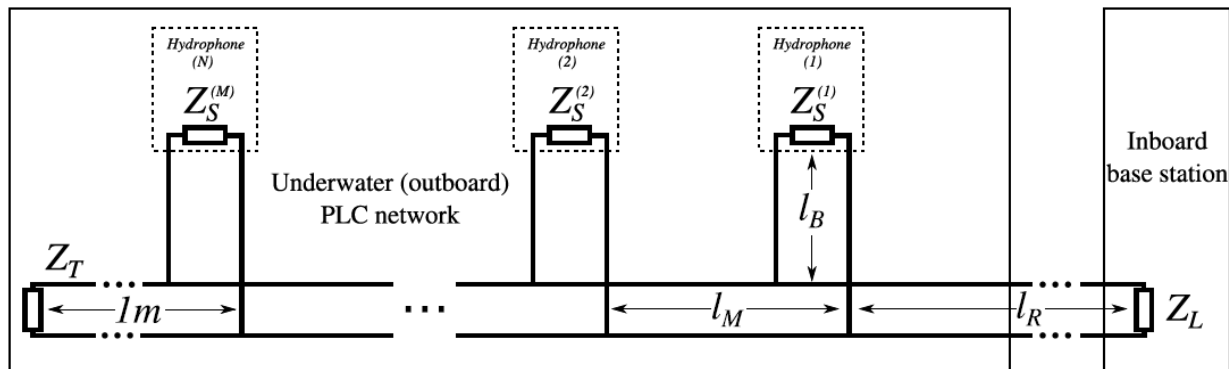 Hydrophone
(N)
Z_S^{(M)}
Hydrophone
(2)
Z_S^{(2)}
Hydrophone
(1)
Z_S^{(1)}
Underwater (outboard)
PLC network
l_B
Inboard
base station
Z_T
1m
...
l_M
l_R
Z_L